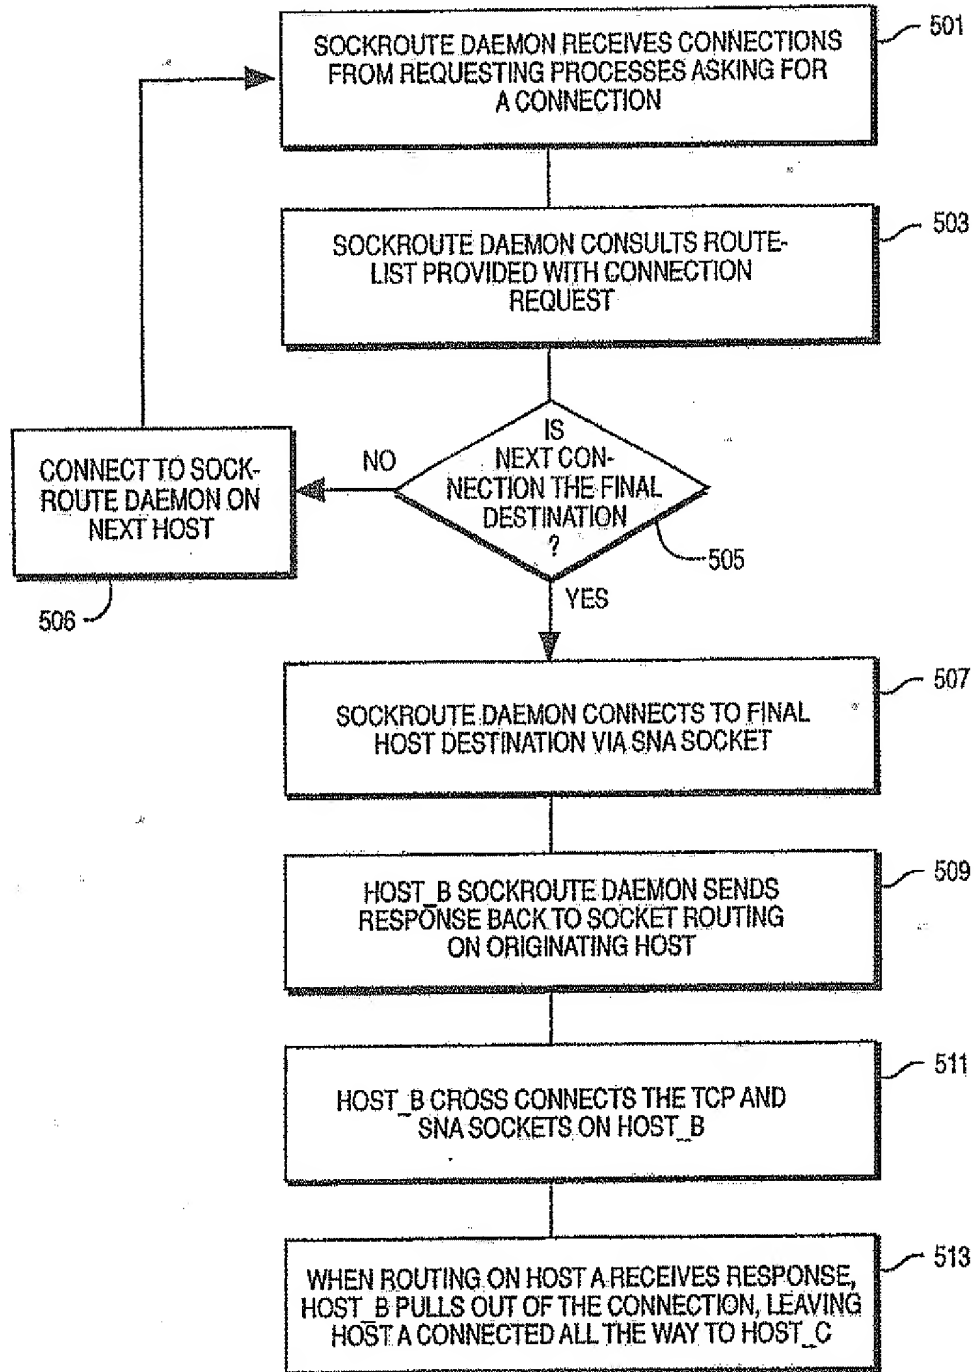 SOCKROUTE DAEMON RECEIVES CONNECTIONS
FROM REQUESTING PROCESSES ASKING FOR
A CONNECTION
501
SOCKROUTE DAEMON CONSULTS ROUTE-
LIST PROVIDED WITH CONNECTION
REQUEST
503
IS
NEXT CON-
NECTION THE FINAL
DESTINATION
?
505
NO
CONNECT TO SOCK-
ROUTE DAEMON ON
NEXT HOST
506
YES
SOCKROUTE DAEMON CONNECTS TO FINAL
HOST DESTINATION VIA SNA SOCKET
507
HOST_B SOCKROUTE DAEMON SENDS
RESPONSE BACK TO SOCKET ROUTING
ON ORIGINATING HOST
509
HOST_B CROSS CONNECTS THE TCP AND
SNA SOCKETS ON HOST_B
511
WHEN ROUTING ON HOST A RECEIVES RESPONSE,
HOST_B PULLS OUT OF THE CONNECTION, LEAVING
HOST A CONNECTED ALL THE WAY TO HOST_C
513